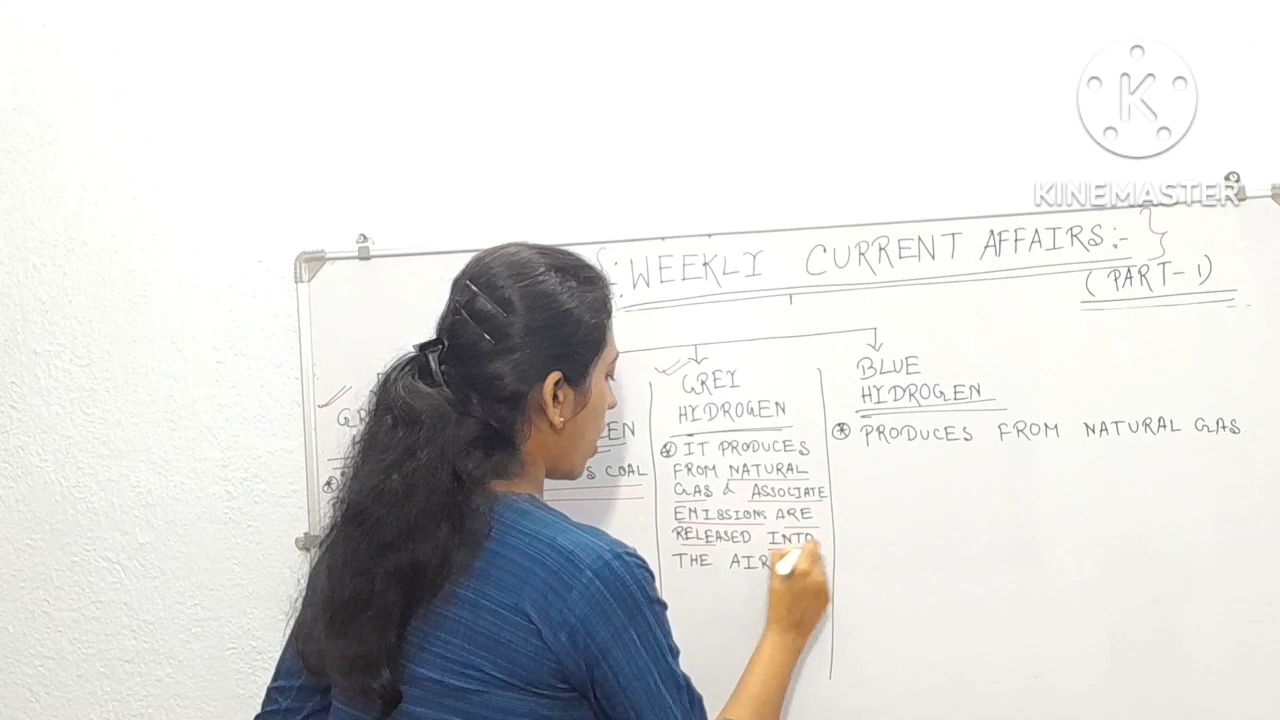 KINEMASTER
: WEEKLY CURRENT AFFAIRS:-
(PART-1)
GREY
HYDROGEN
IT PRODUCES
FROM NATURAL
GAS & ASSOCIATE
EMISSIONS ARE
RELEASED INTO
THE AIR
BLUE
HYDROGEN
PRODUCES FROM NATURAL GAS.
COAL